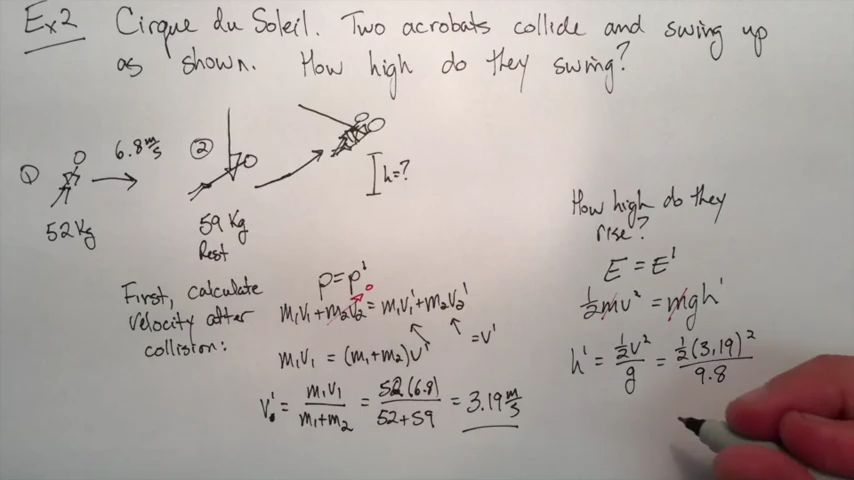 Ex2 Cirque du Soleil. Two acrobats collide and swing up
as shown. How high do they swing?
① 6.8 m/s ②
h=?
52 Kg
59 Kg
Rest
First, calculate
velocity after
collision:
p = p'
m₁v₁ + m₂v₂ = m₁v₁' + m₂v₂'
0
= v'
m₁v₁ = (m₁+m₂)v'
v' = m₁v₁ / m₁+m₂ = 52(6.8) / 52+59 = 3.19 m/s
How high do they
rise?
E = E'
½mv² = mgh'
h' = ½v² / g = ½(3.19)² / 9.8